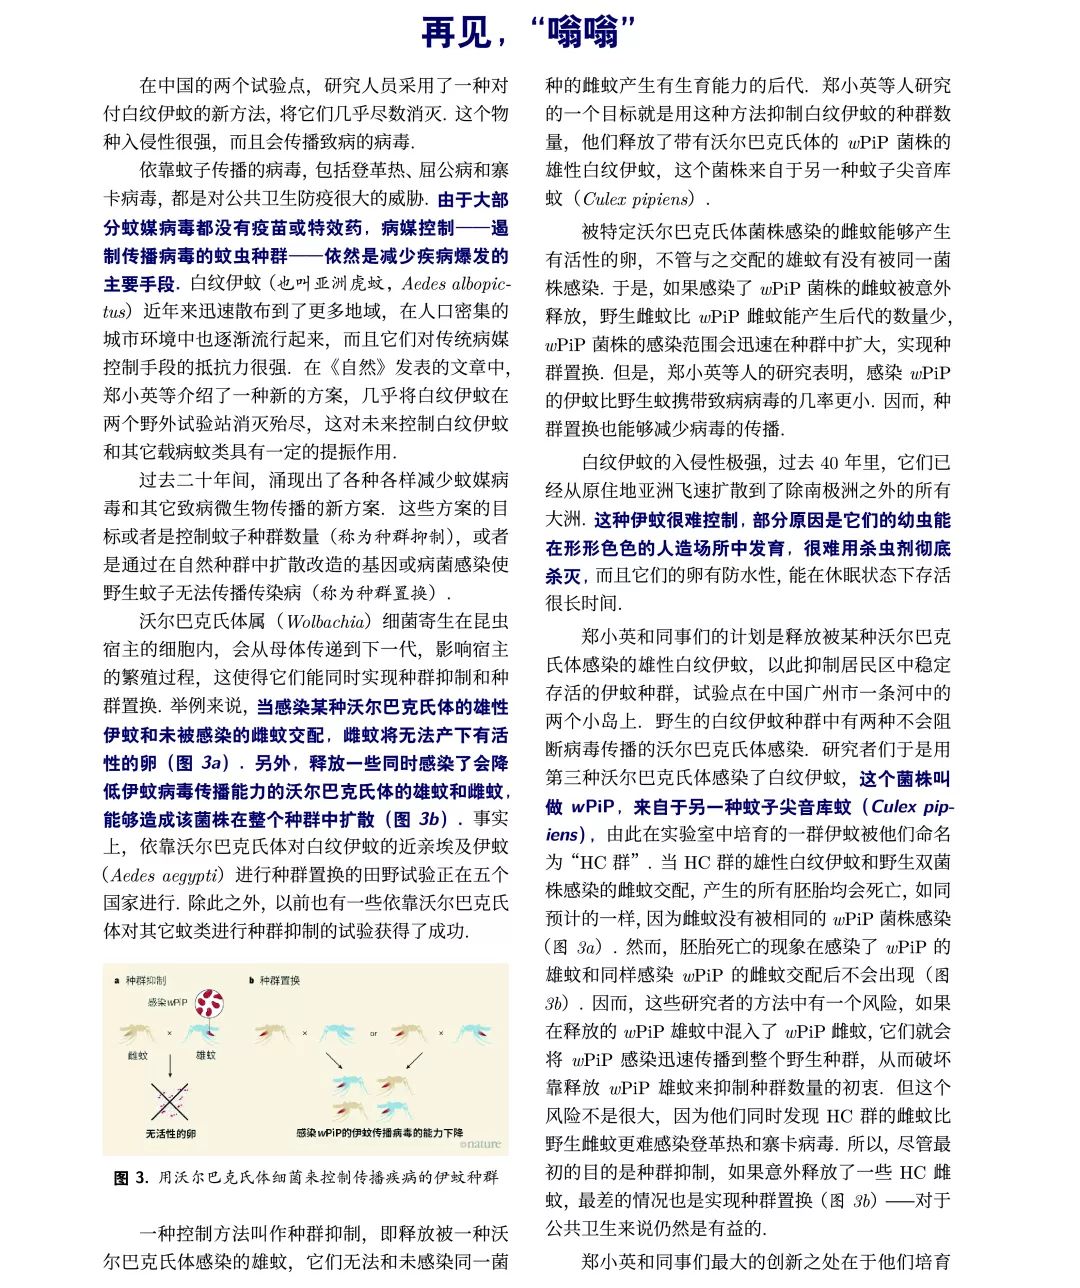 再见，“嗡嗡”
在中国的两个试验点，研究人员采用了一种对
付白纹伊蚊的新方法，将它们几乎尽数消灭. 这个物
种入侵性很强，而且会传播致病的病毒.
依靠蚊子传播的病毒，包括登革热、屈公病和寨
卡病毒，都是对公共卫生防疫很大的威胁. 由于大部
分蚊媒病毒都没有疫苗或特效药，病媒控制——遏
制传播病毒的蚊虫种群——依然是减少疾病爆发的
主要手段. 白纹伊蚊（也叫亚洲虎蚊，Aedes albopic-
tus）近年来迅速散布到了更多地域，在人口密集的
城市环境中也逐渐流行起来，而且它们对传统病媒
控制手段的抵抗力很强. 在《自然》发表的文章中，
郑小英等介绍了一种新的方案，几乎将白纹伊蚊在
两个野外试验站消灭殆尽，这对未来控制白纹伊蚊
和其它载病蚊类具有一定的提振作用.
过去二十年间，涌现出了各种各样减少蚊媒病
毒和其它致病微生物传播的新方案. 这些方案的目
标或者是控制蚊子种群数量（称为种群抑制），或者
是通过在自然种群中扩散改造的基因或病菌感染使
野生蚊子无法传播传染病（称为种群置换）.
沃尔巴克氏体属（Wolbachia）细菌寄生在昆虫
宿主的细胞内，会从母体传递到下一代，影响宿主
的繁殖过程，这使得它们能同时实现种群抑制和种
群置换. 举例来说，当感染某种沃尔巴克氏体的雄性
伊蚊和未被感染的雌蚊交配，雌蚊将无法产下有活
性的卵（图 3a）. 另外，释放一些同时感染了会降
低伊蚊病毒传播能力的沃尔巴克氏体的雄蚊和雌蚊，
能够造成该菌株在整个种群中扩散（图 3b）. 事实
上，依靠沃尔巴克氏体对白纹伊蚊的近亲埃及伊蚊
(Aedes aegypti）进行种群置换的田野试验正在五个
国家进行. 除此之外，以前也有一些依靠沃尔巴克氏
体对其它蚊类进行种群抑制的试验获得了成功.
a 种群抑制
感染wPiP
×
雌蚊
雄蚊
无活性的卵
b 种群置换
× or ×
感染wPiP的伊蚊传播病毒的能力下降
©nature
图 3. 用沃尔巴克氏体细菌来控制传播疾病的伊蚊种群
一种控制方法叫作种群抑制，即释放被一种沃
尔巴克氏体感染的雄蚊，它们无法和未感染同一菌
种的雌蚊产生有生育能力的后代. 郑小英等人研究
的一个目标就是用这种方法抑制白纹伊蚊的种群数
量，他们释放了带有沃尔巴克氏体的 wPiP 菌株的
雄性白纹伊蚊，这个菌株来自于另一种蚊子尖音库
蚊（Culex pipiens）.
被特定沃尔巴克氏体菌株感染的雌蚊能够产生
有活性的卵，不管与之交配的雄蚊有没有被同一菌
株感染. 于是，如果感染了 wPiP 菌株的雌蚊被意外
释放，野生雌蚊比 wPiP 雌蚊能产生后代的数量少，
wPiP 菌株的感染范围会迅速在种群中扩大，实现种
群置换. 但是，郑小英等人的研究表明，感染 wPiP
的伊蚊比野生蚊携带致病病毒的几率更小. 因而，种
群置换也能够减少病毒的传播.
白纹伊蚊的入侵性极强，过去 40 年里，它们已
经从原住地亚洲飞速扩散到了除南极洲之外的所有
大洲. 这种伊蚊很难控制，部分原因是它们的幼虫能
在形形色色的人造场所中发育，很难用杀虫剂彻底
杀灭，而且它们的卵有防水性，能在休眠状态下存活
很长时间.
郑小英和同事们的计划是释放被某种沃尔巴克
氏体感染的雄性白纹伊蚊，以此抑制居民区中稳定
存活的伊蚊种群，试验点在中国广州市一条河中的
两个小岛上. 野生的白纹伊蚊种群中有两种不会阻
断病毒传播的沃尔巴克氏体感染. 研究者们于是用
第三种沃尔巴克氏体感染了白纹伊蚊，这个菌株叫
做 wPiP，来自于另一种蚊子尖音库蚊（Culex pip-
iens），由此在实验室中培育的一群伊蚊被他们命名
为“HC 群”. 当 HC 群的雄性白纹伊蚊和野生双菌
株感染的雌蚊交配，产生的所有胚胎均会死亡，如同
预计的一样，因为雌蚊没有被相同的 wPiP 菌株感染
(图 3a）. 然而，胚胎死亡的现象在感染了 wPiP 的
雄蚊和同样感染 wPiP 的雌蚊交配后不会出现（图
3b）. 因而，这些研究者的方法中有一个风险，如果
在释放的 wPiP 雄蚊中混入了 wPiP 雌蚊，它们就会
将 wPiP 感染迅速传播到整个野生种群，从而破坏
靠释放 wPiP 雄蚊来抑制种群数量的初衷. 但这个
风险不是很大，因为他们同时发现 HC 群的雌蚊比
野生雌蚊更难感染登革热和寨卡病毒. 所以，尽管最
初的目的是种群抑制，如果意外释放了一些 HC 雌
蚊，最差的情况也是实现种群置换（图 3b）——对于
公共卫生来说仍然是有益的.
郑小英和同事们最大的创新之处在于他们培育